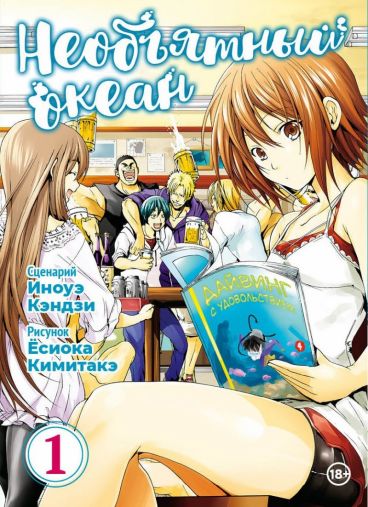 Необъятный
океан
Сценарий
Иноуэ
Кэндзи
Рисунок
Ёсиока
Кимитакэ
ДАЙВИНГ
С УДОВОЛЬСТВИЕМ
1
18+